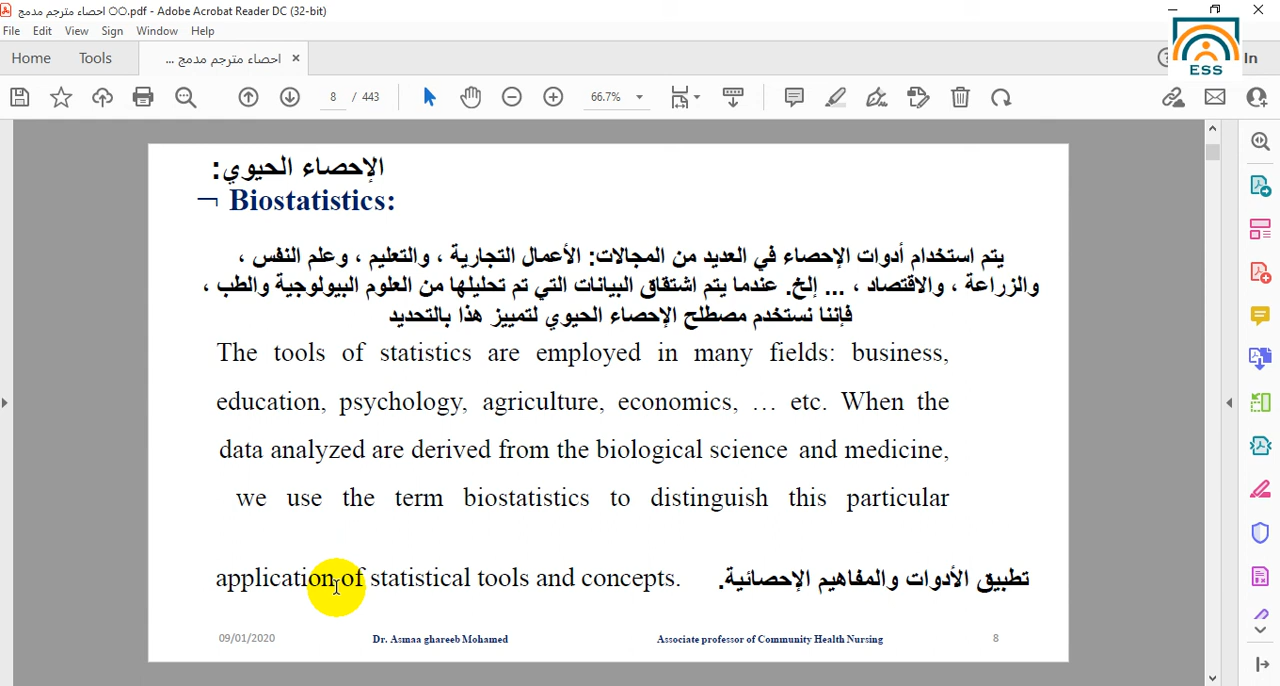 احصاء مترجم مدمج OO.pdf - Adobe Acrobat Reader DC (32-bit)
File Edit View Sign Window Help
Home Tools احصاء مترجم مدمج ... × In
ESS
8 / 443 66.7%
الإحصاء الحيوي:
¬ Biostatistics:
يتم استخدام أدوات الإحصاء في العديد من المجالات: الأعمال التجارية ، والتعليم ، وعلم النفس ،
والزراعة ، والاقتصاد ، ... إلخ. عندما يتم اشتقاق البيانات التي تم تحليلها من العلوم البيولوجية والطب ،
فإننا نستخدم مصطلح الإحصاء الحيوي لتمييز هذا بالتحديد
The tools of statistics are employed in many fields: business,
education, psychology, agriculture, economics, … etc. When the
data analyzed are derived from the biological science and medicine,
we use the term biostatistics to distinguish this particular
application of statistical tools and concepts. تطبيق الأدوات والمفاهيم الإحصائية.
09/01/2020 Dr. Asmaa ghareeb Mohamed Associate professor of Community Health Nursing 8